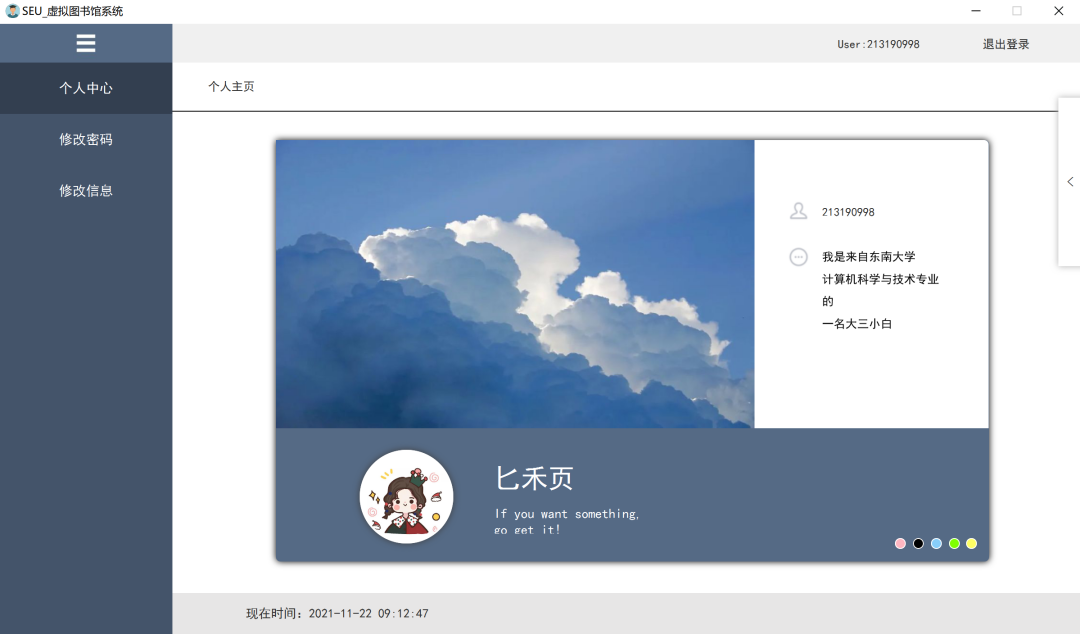 SEU_虚拟图书馆系统
User:213190998
退出登录
个人中心
个人主页
修改密码
修改信息
213190998
我是来自东南大学
计算机科学与技术专业
的
一名大三小白
匕禾页
If you want something,
go get it!
现在时间：2021-11-22 09:12:47